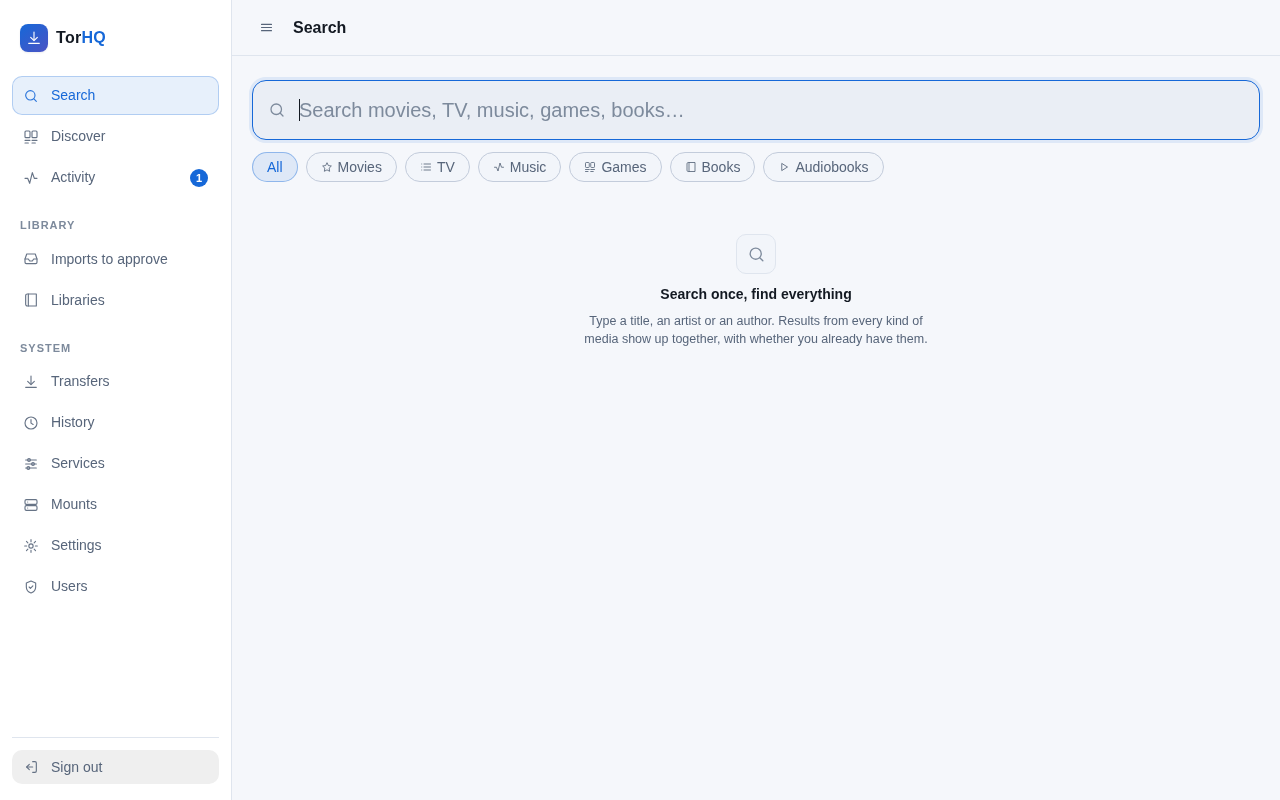 TorHQ
Search
Discover
Activity
1
LIBRARY
Imports to approve
Libraries
SYSTEM
Transfers
History
Services
Mounts
Settings
Users
Sign out
Search
Search movies, TV, music, games, books…
All
Movies
TV
Music
Games
Books
Audiobooks
Search once, find everything
Type a title, an artist or an author. Results from every kind of
media show up together, with whether you already have them.